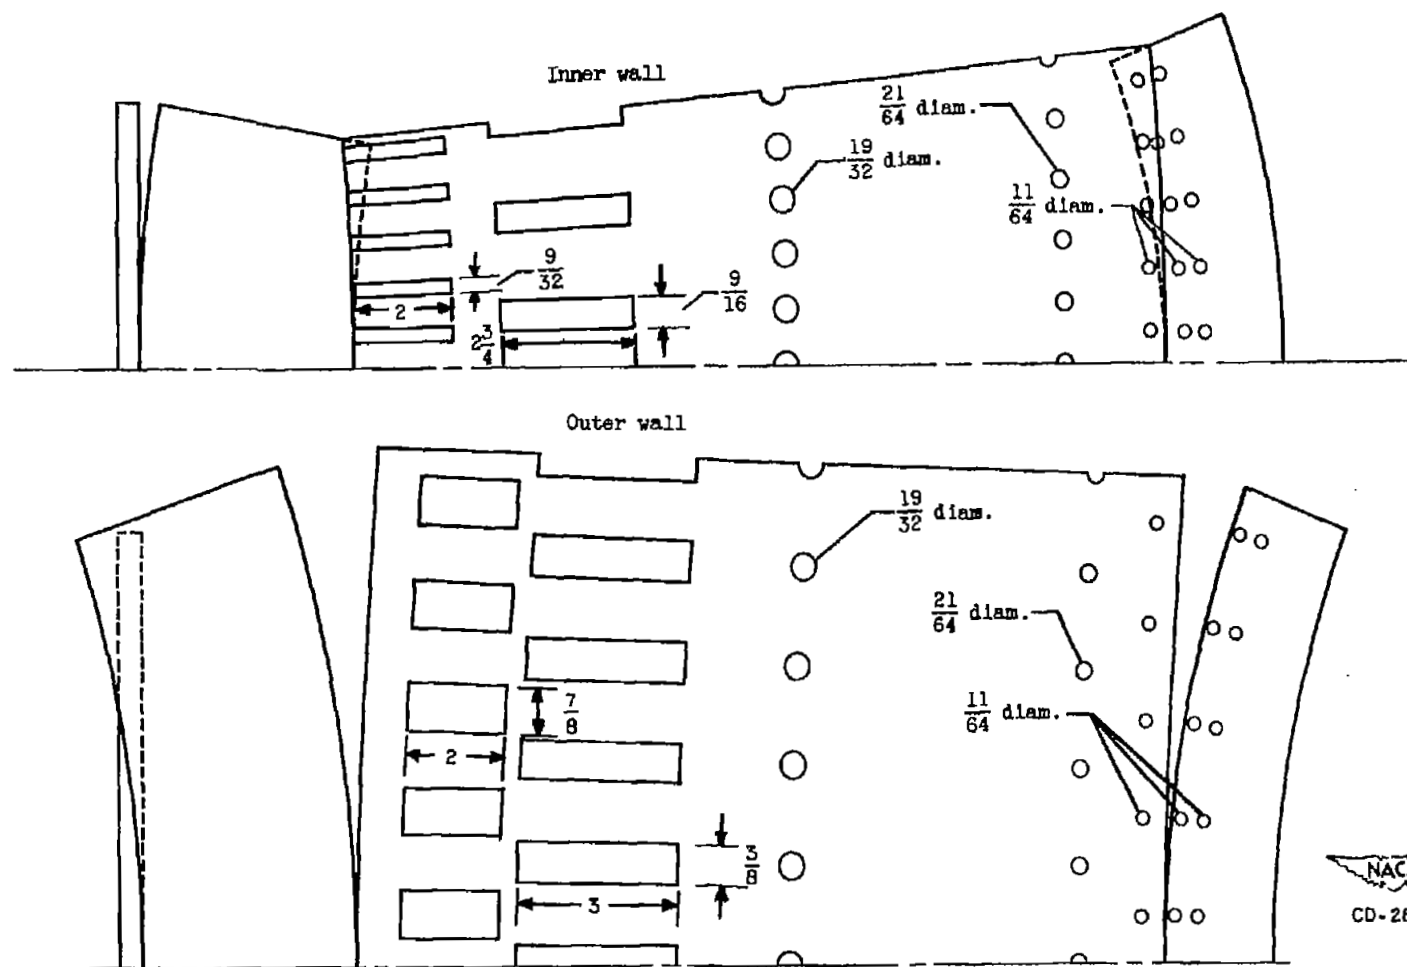 Inner wall
21/64 diam.
19/32 diam.
11/64 diam.
9/32
9/16
2
2 3/4
Outer wall
19/32 diam.
21/64 diam.
11/64 diam.
7/8
2
3/8
3
NAC
CD-26